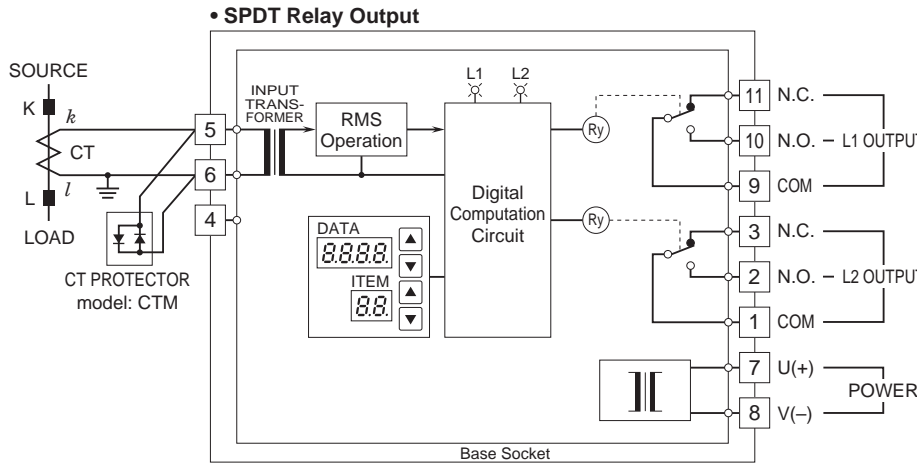 • SPDT Relay Output
SOURCE
K
k
CT
L
l
LOAD
CT PROTECTOR
model: CTM
5
6
4
INPUT
TRANS-
FORMER
RMS
Operation
L1
L2
Digital
Computation
Circuit
DATA
8.8.8.8.
ITEM
8.8.
Ry
Ry
11 N.C.
10 N.O. L1 OUTPUT
9 COM
3 N.C.
2 N.O. L2 OUTPUT
1 COM
7 U(+)
POWER
8 V(–)
Base Socket